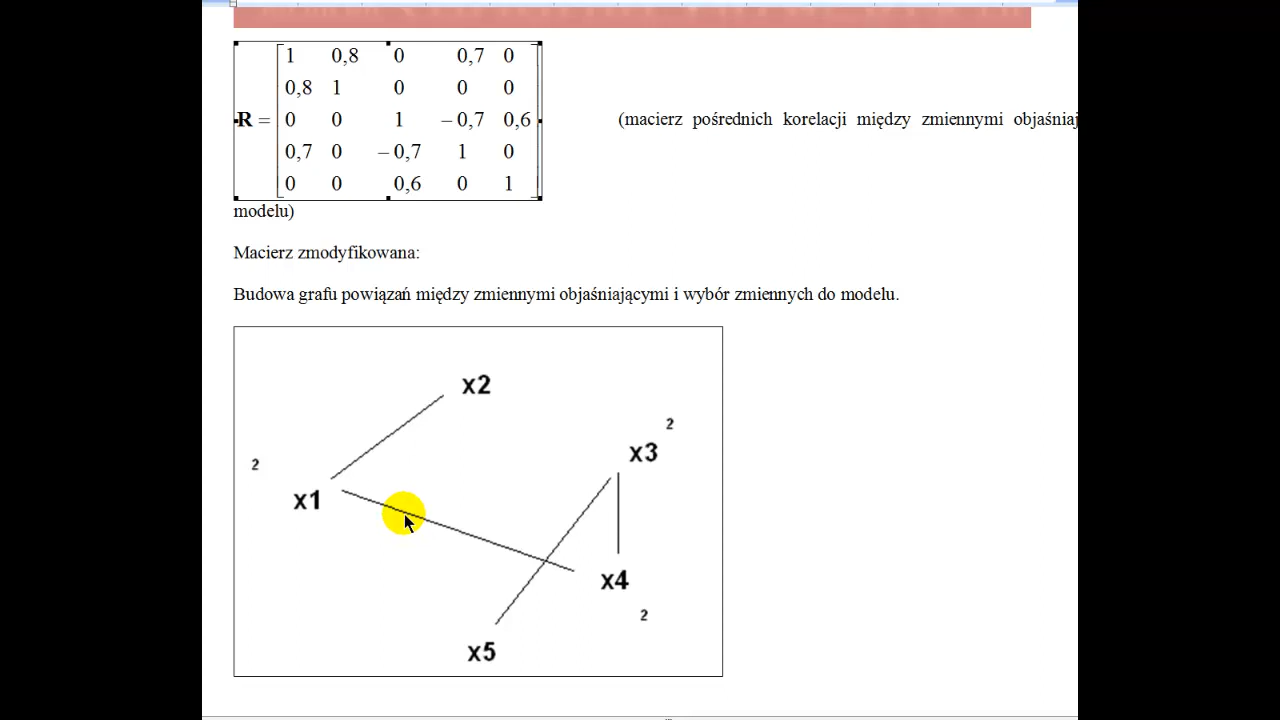 1 0,8 0 0,7 0
0,8 1 0 0 0
R = 0 0 1 – 0,7 0,6 (macierz pośrednich korelacji między zmiennymi
0,7 0 – 0,7 1 0
0 0 0,6 0 1
modelu)
Macierz zmodyfikowana:
Budowa grafu powiązań między zmiennymi objaśniającymi i wybór zmiennych do modelu.
x2
2
x3
2
x1
x4
2
x5